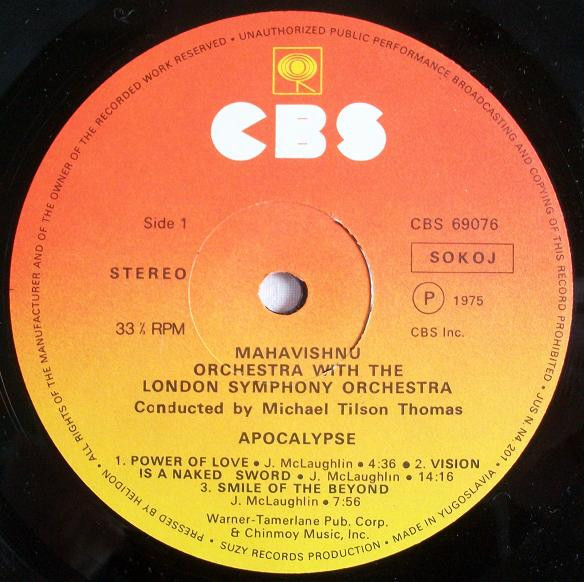 ALL RIGHTS OF THE MANUFACTURER AND OF THE OWNER OF THE RECORDED WORK RESERVED • UNAUTHORIZED PUBLIC PERFORMANCE BROADCASTING AND COPYING OF THIS RECORD PROHIBITED • JUS N. N4 201 •
CBS
Side 1
CBS 69076
SOKOJ
STEREO
P 1975
33 ⅓ RPM
CBS Inc.
MAHAVISHNU
ORCHESTRA WITH THE
LONDON SYMPHONY ORCHESTRA
Conducted by Michael Tilson Thomas
APOCALYPSE
1. POWER OF LOVE • J. McLaughlin • 4:36 • 2. VISION
IS A NAKED SWORD • J. McLaughlin • 14:16
3. SMILE OF THE BEYOND
J. McLaughlin • 7:56
Warner-Tamerlane Pub. Corp.
& Chinmoy Music, Inc.
PRESSED BY HELIDON • SUZY RECORDS PRODUCTION • MADE IN YUGOSLAVIA •